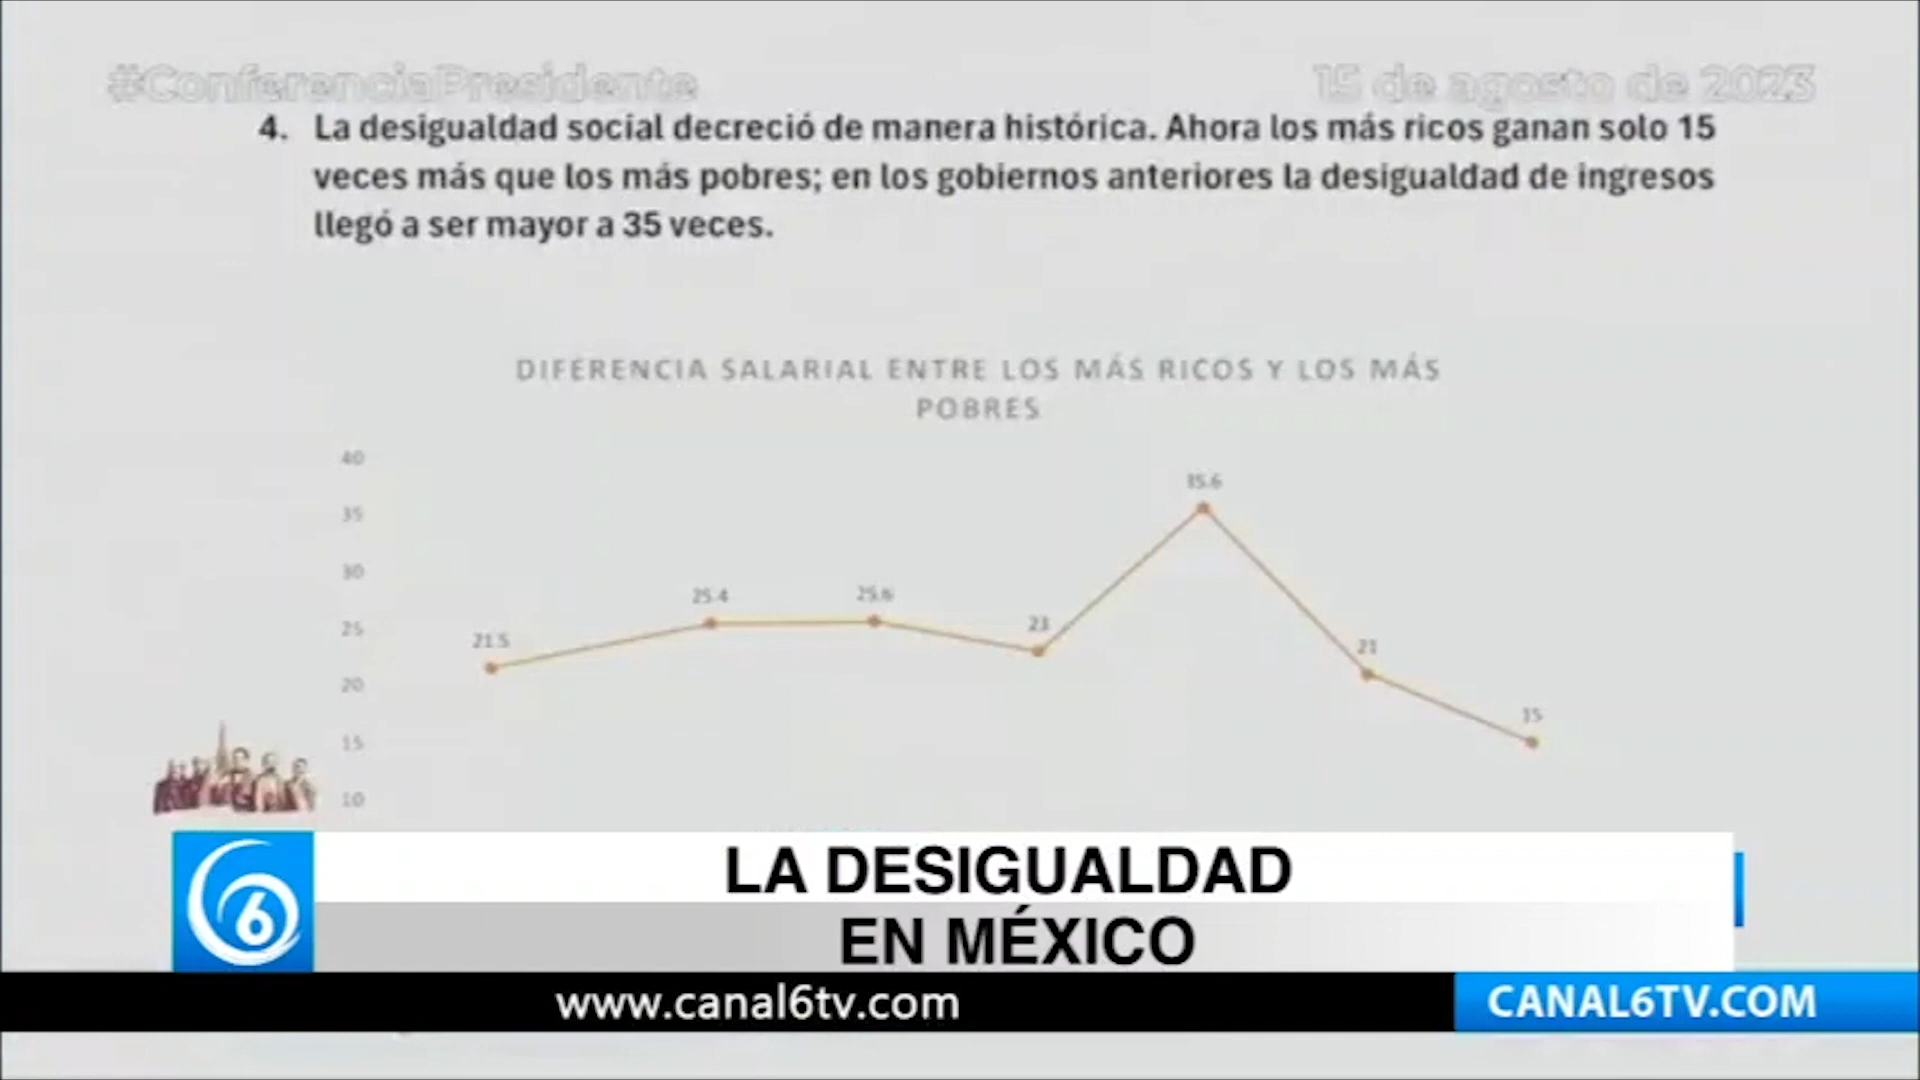 #ConferenciaPresidente
15 de agosto de 2023
4. La desigualdad social decreció de manera histórica. Ahora los más ricos ganan solo 15
veces más que los más pobres; en los gobiernos anteriores la desigualdad de ingresos
llegó a ser mayor a 35 veces.
DIFERENCIA SALARIAL ENTRE LOS MÁS RICOS Y LOS MÁS
POBRES
40
35
30
25
20
15
10
21.5
25.4
25.6
23
35.6
21
15
6
LA DESIGUALDAD
EN MÉXICO
www.canal6tv.com
CANAL6TV.COM